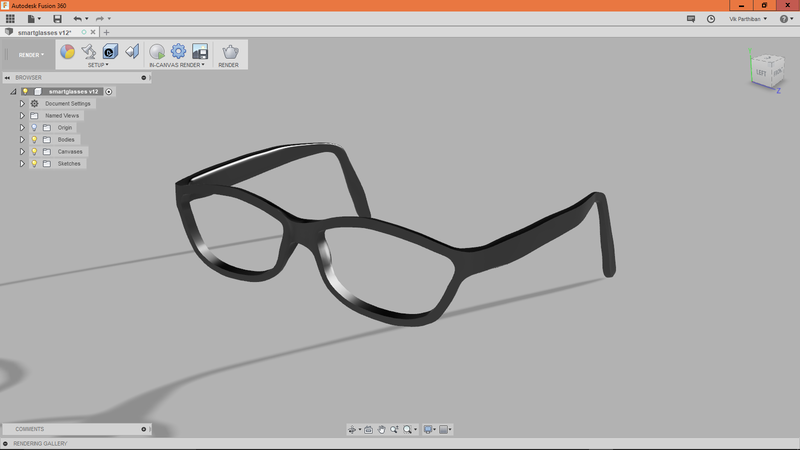 Autodesk Fusion 360
Vik Parthiban
smartglasses v12*
RENDER
SETUP
IN-CANVAS RENDER
RENDER
BROWSER
smartglasses v12
Document Settings
Named Views
Origin
Bodies
Canvases
Sketches
LEFT
Z
COMMENTS
RENDERING GALLERY